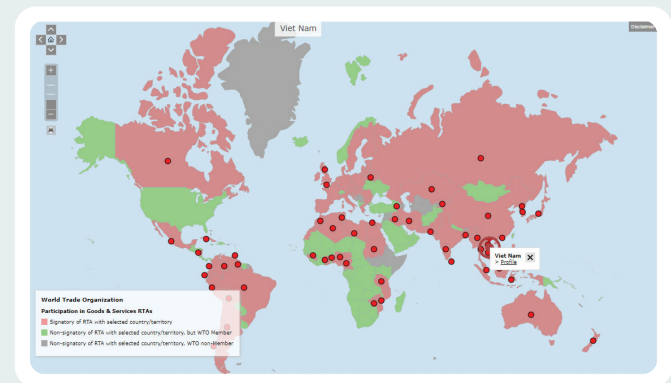 Viet Nam
Disclaimer
Viet Nam
> Profile
World Trade Organization
Participation in Goods & Services RTAs
Signatory of RTA with selected country/territory
Non-signatory of RTA with selected country/territory, but WTO Member
Non-signatory of RTA with selected country/territory, WTO non-Member